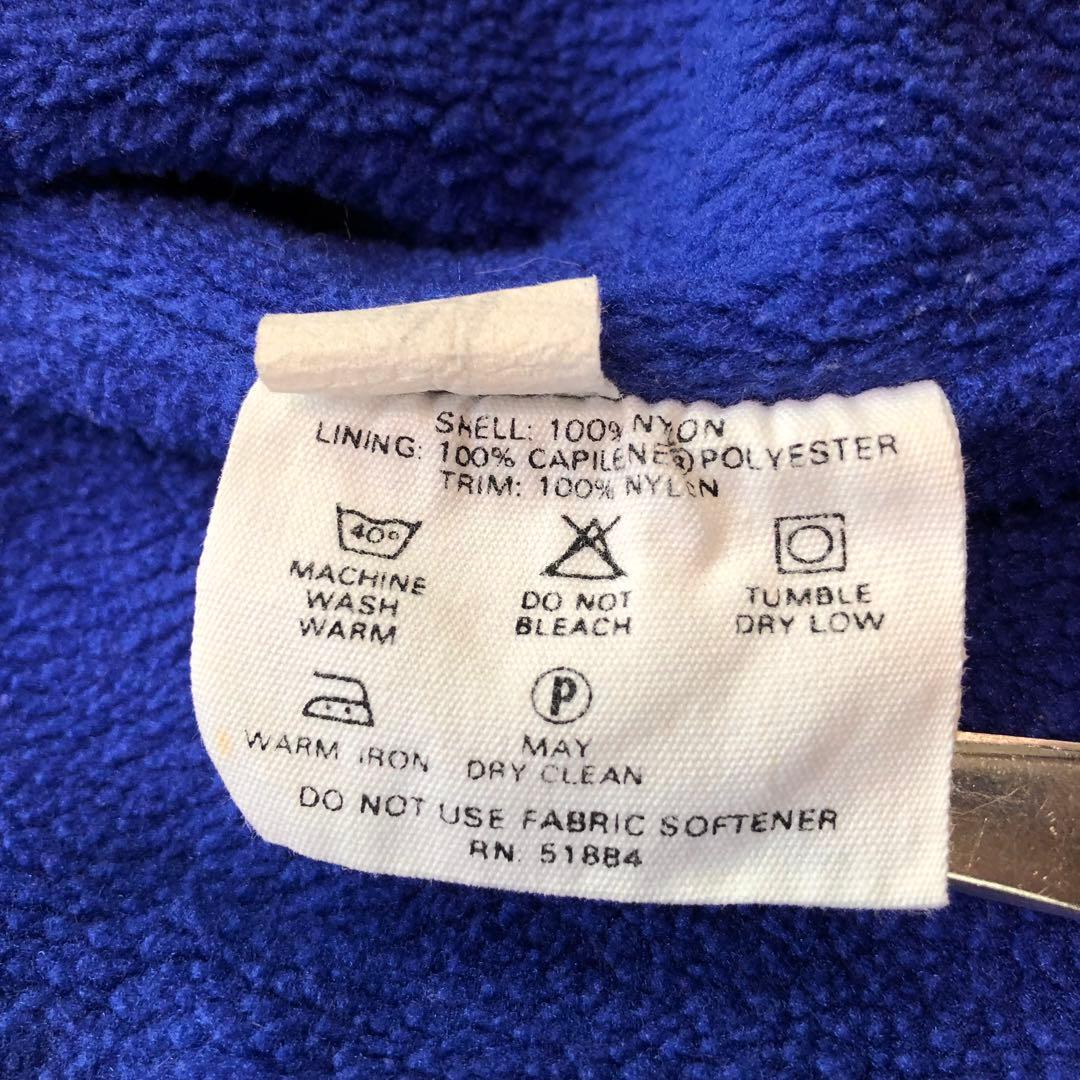 SHELL: 100% NYLON
LINING: 100% CAPILENE® POLYESTER
TRIM: 100% NYLON
40°
MACHINE WASH WARM
DO NOT BLEACH
TUMBLE DRY LOW
WARM IRON
P
MAY DRY CLEAN
DO NOT USE FABRIC SOFTENER
RN: 51884